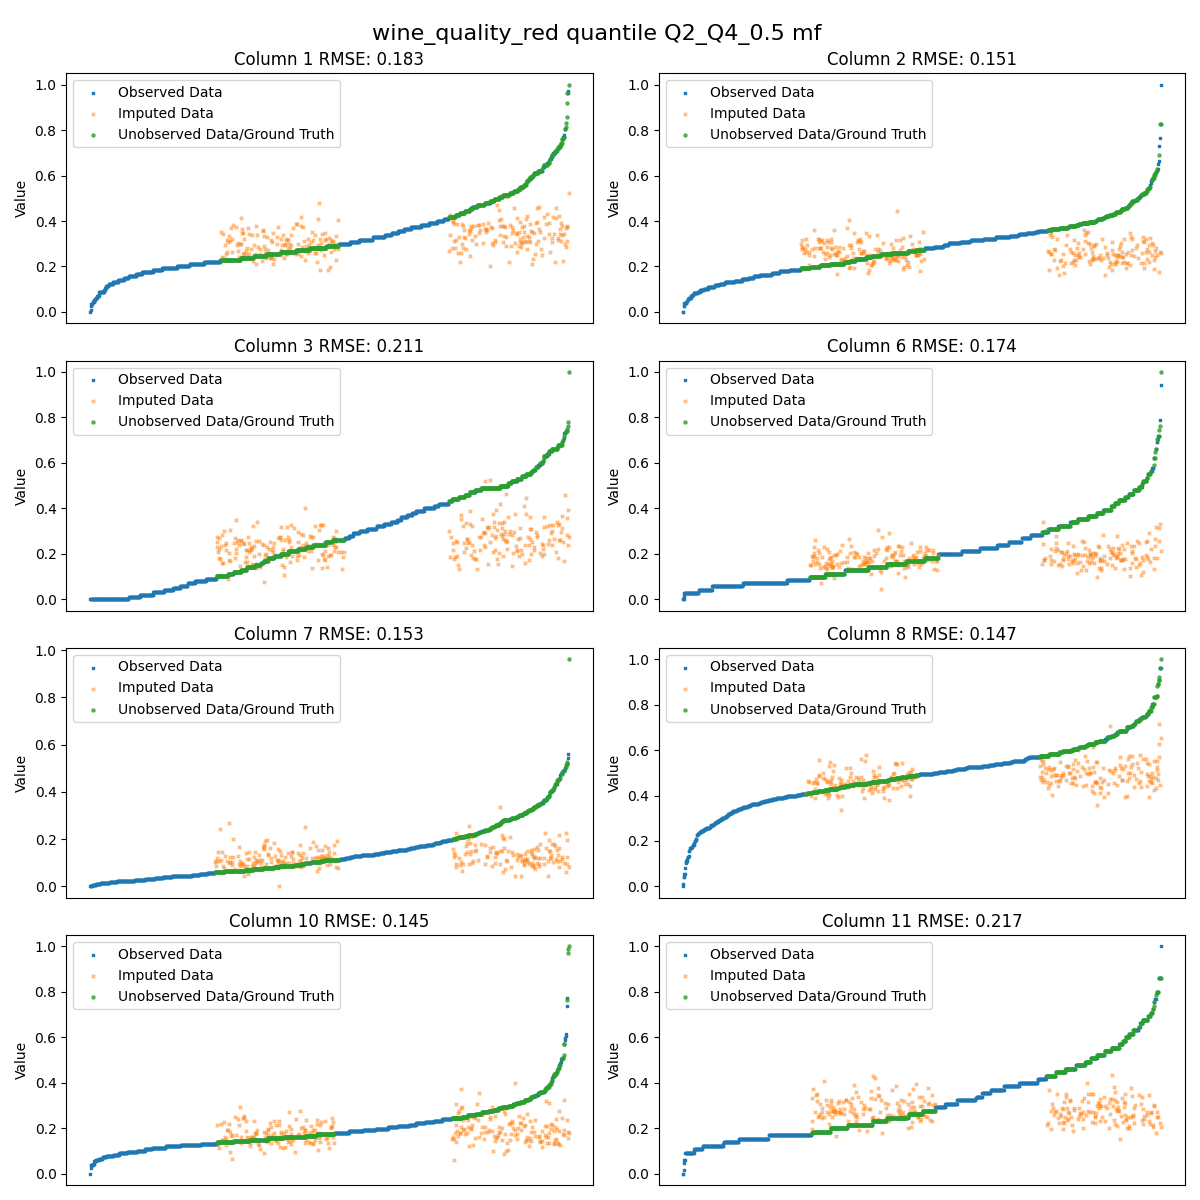 wine_quality_red quantile Q2_Q4_0.5 mf
Column 1 RMSE: 0.183
Value
1.0
0.8
0.6
0.4
0.2
0.0
Observed Data
Imputed Data
Unobserved Data/Ground Truth
Column 2 RMSE: 0.151
Value
1.0
0.8
0.6
0.4
0.2
0.0
Observed Data
Imputed Data
Unobserved Data/Ground Truth
Column 3 RMSE: 0.211
Value
1.0
0.8
0.6
0.4
0.2
0.0
Observed Data
Imputed Data
Unobserved Data/Ground Truth
Column 6 RMSE: 0.174
Value
1.0
0.8
0.6
0.4
0.2
0.0
Observed Data
Imputed Data
Unobserved Data/Ground Truth
Column 7 RMSE: 0.153
Value
1.0
0.8
0.6
0.4
0.2
0.0
Observed Data
Imputed Data
Unobserved Data/Ground Truth
Column 8 RMSE: 0.147
Value
1.0
0.8
0.6
0.4
0.2
0.0
Observed Data
Imputed Data
Unobserved Data/Ground Truth
Column 10 RMSE: 0.145
Value
1.0
0.8
0.6
0.4
0.2
0.0
Observed Data
Imputed Data
Unobserved Data/Ground Truth
Column 11 RMSE: 0.217
Value
1.0
0.8
0.6
0.4
0.2
0.0
Observed Data
Imputed Data
Unobserved Data/Ground Truth